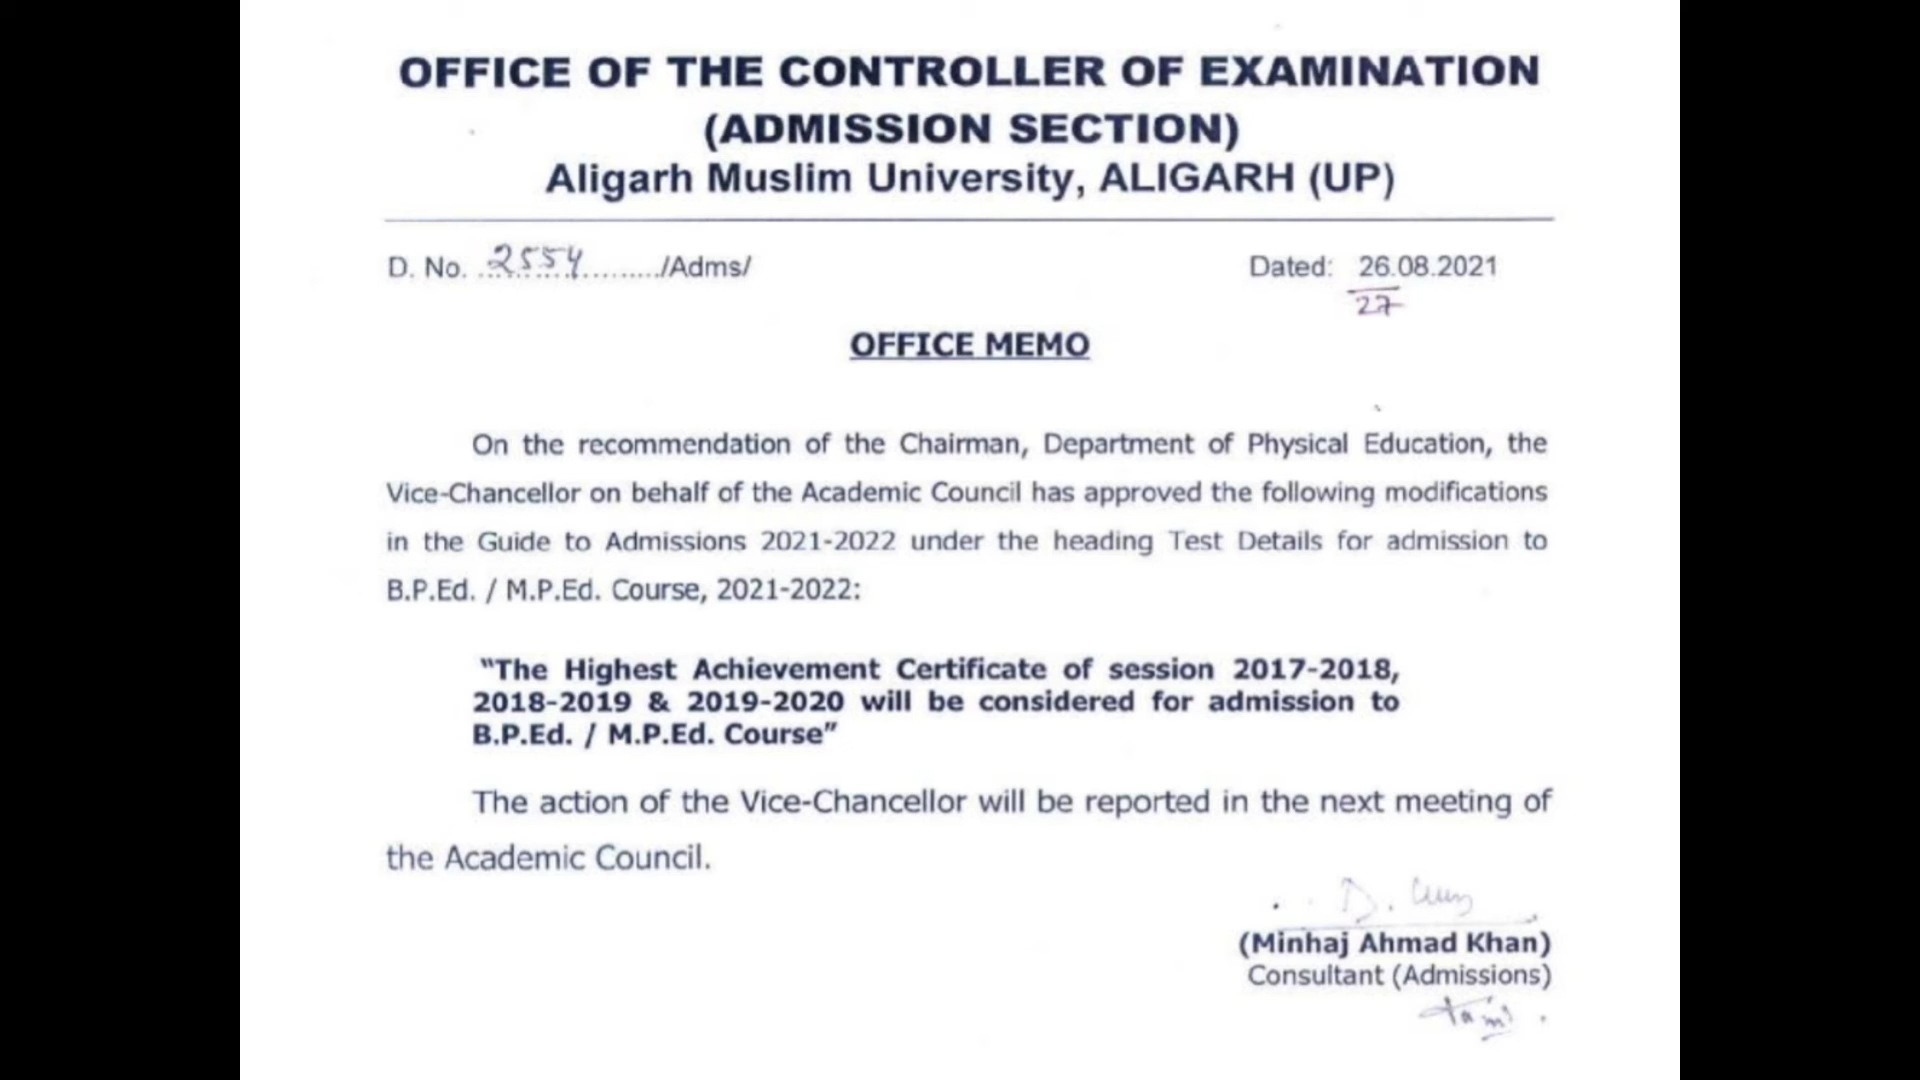 OFFICE OF THE CONTROLLER OF EXAMINATION
(ADMISSION SECTION)
Aligarh Muslim University, ALIGARH (UP)
D. No. 2554 ........./Adms/ Dated: 26.08.2021
27
OFFICE MEMO
On the recommendation of the Chairman, Department of Physical Education, the
Vice-Chancellor on behalf of the Academic Council has approved the following modifications
in the Guide to Admissions 2021-2022 under the heading Test Details for admission to
B.P.Ed. / M.P.Ed. Course, 2021-2022:
"The Highest Achievement Certificate of session 2017-2018,
2018-2019 & 2019-2020 will be considered for admission to
B.P.Ed. / M.P.Ed. Course"
The action of the Vice-Chancellor will be reported in the next meeting of
the Academic Council.
(Minhaj Ahmad Khan)
Consultant (Admissions)